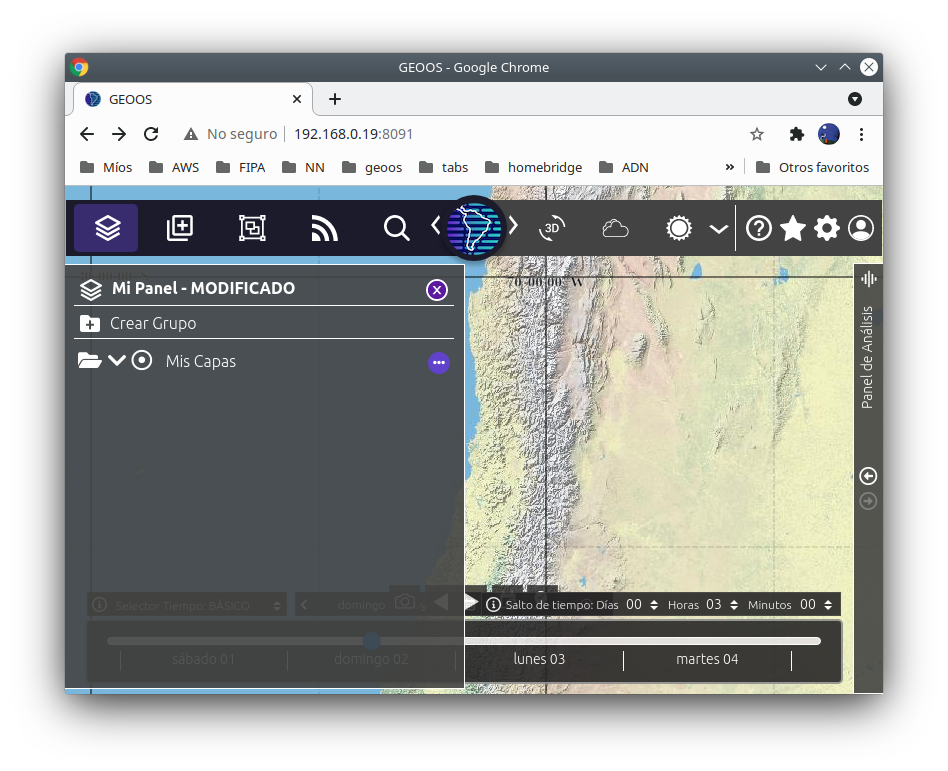 GEOOS - Google Chrome
GEOOS
No seguro 192.168.0.19:8091
Míos AWS FIPA NN geoos tabs homebridge ADN » Otros favoritos
3D
Mi Panel - MODIFICADO
70°00'00" W
Crear Grupo
Mis Capas
Panel de Análisis
Selector Tiempo: BÁSICO domingo Salto de tiempo: Días 00 Horas 03 Minutos 00
sábado 01 domingo 02 lunes 03 martes 04